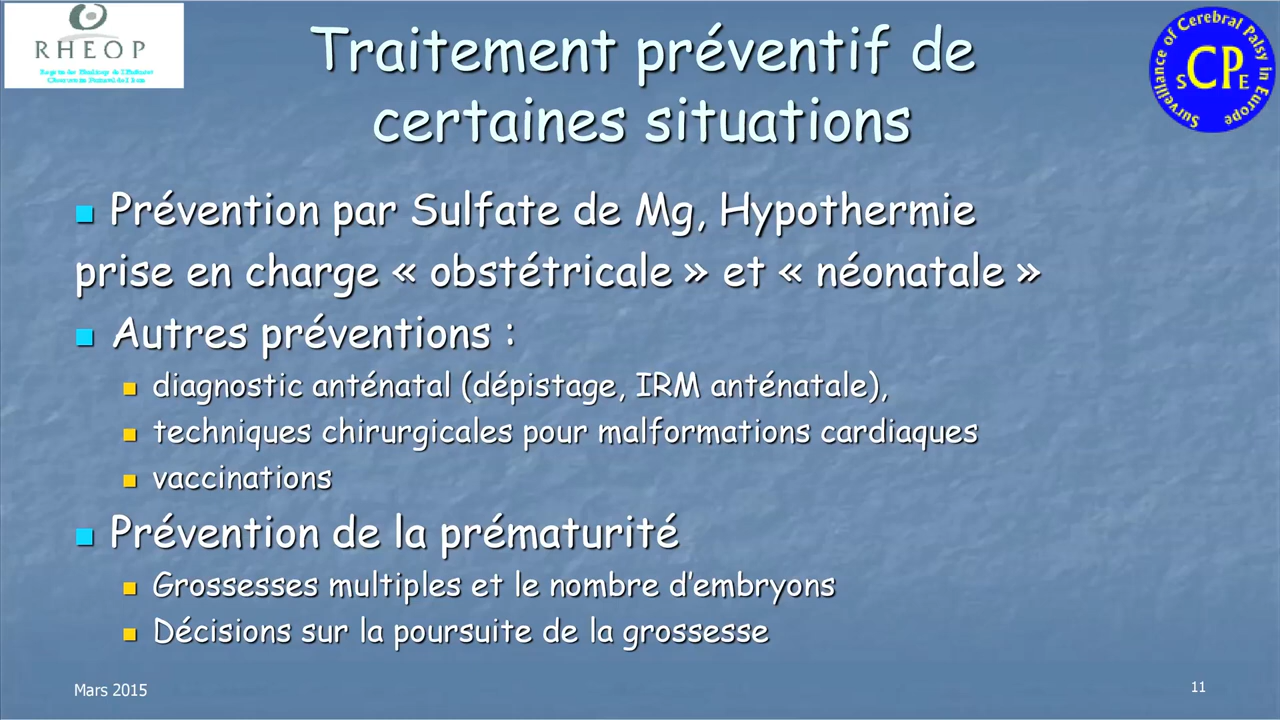 RHEOP
Traitement préventif de
certaines situations
Surveillance of Cerebral Palsy in Europe
SCPE
Prévention par Sulfate de Mg, Hypothermie
prise en charge « obstétricale » et « néonatale »
Autres préventions :
diagnostic anténatal (dépistage, IRM anténatale),
techniques chirurgicales pour malformations cardiaques
vaccinations
Prévention de la prématurité
Grossesses multiples et le nombre d’embryons
Décisions sur la poursuite de la grossesse
Mars 2015
11